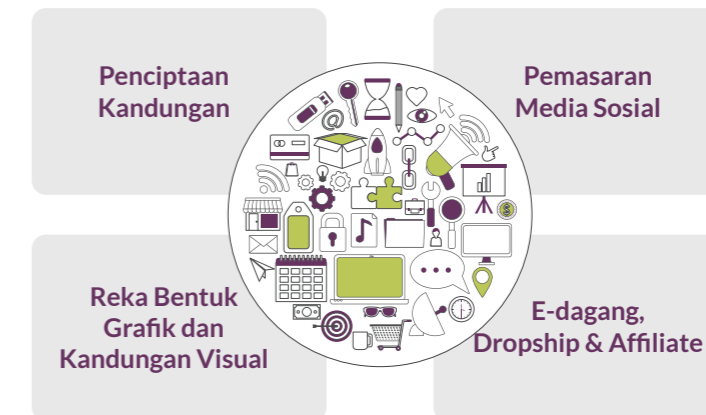 Penciptaan
Kandungan
Pemasaran
Media Sosial
Reka Bentuk
Grafik dan
Kandungan Visual
E-dagang,
Dropship & Affiliate